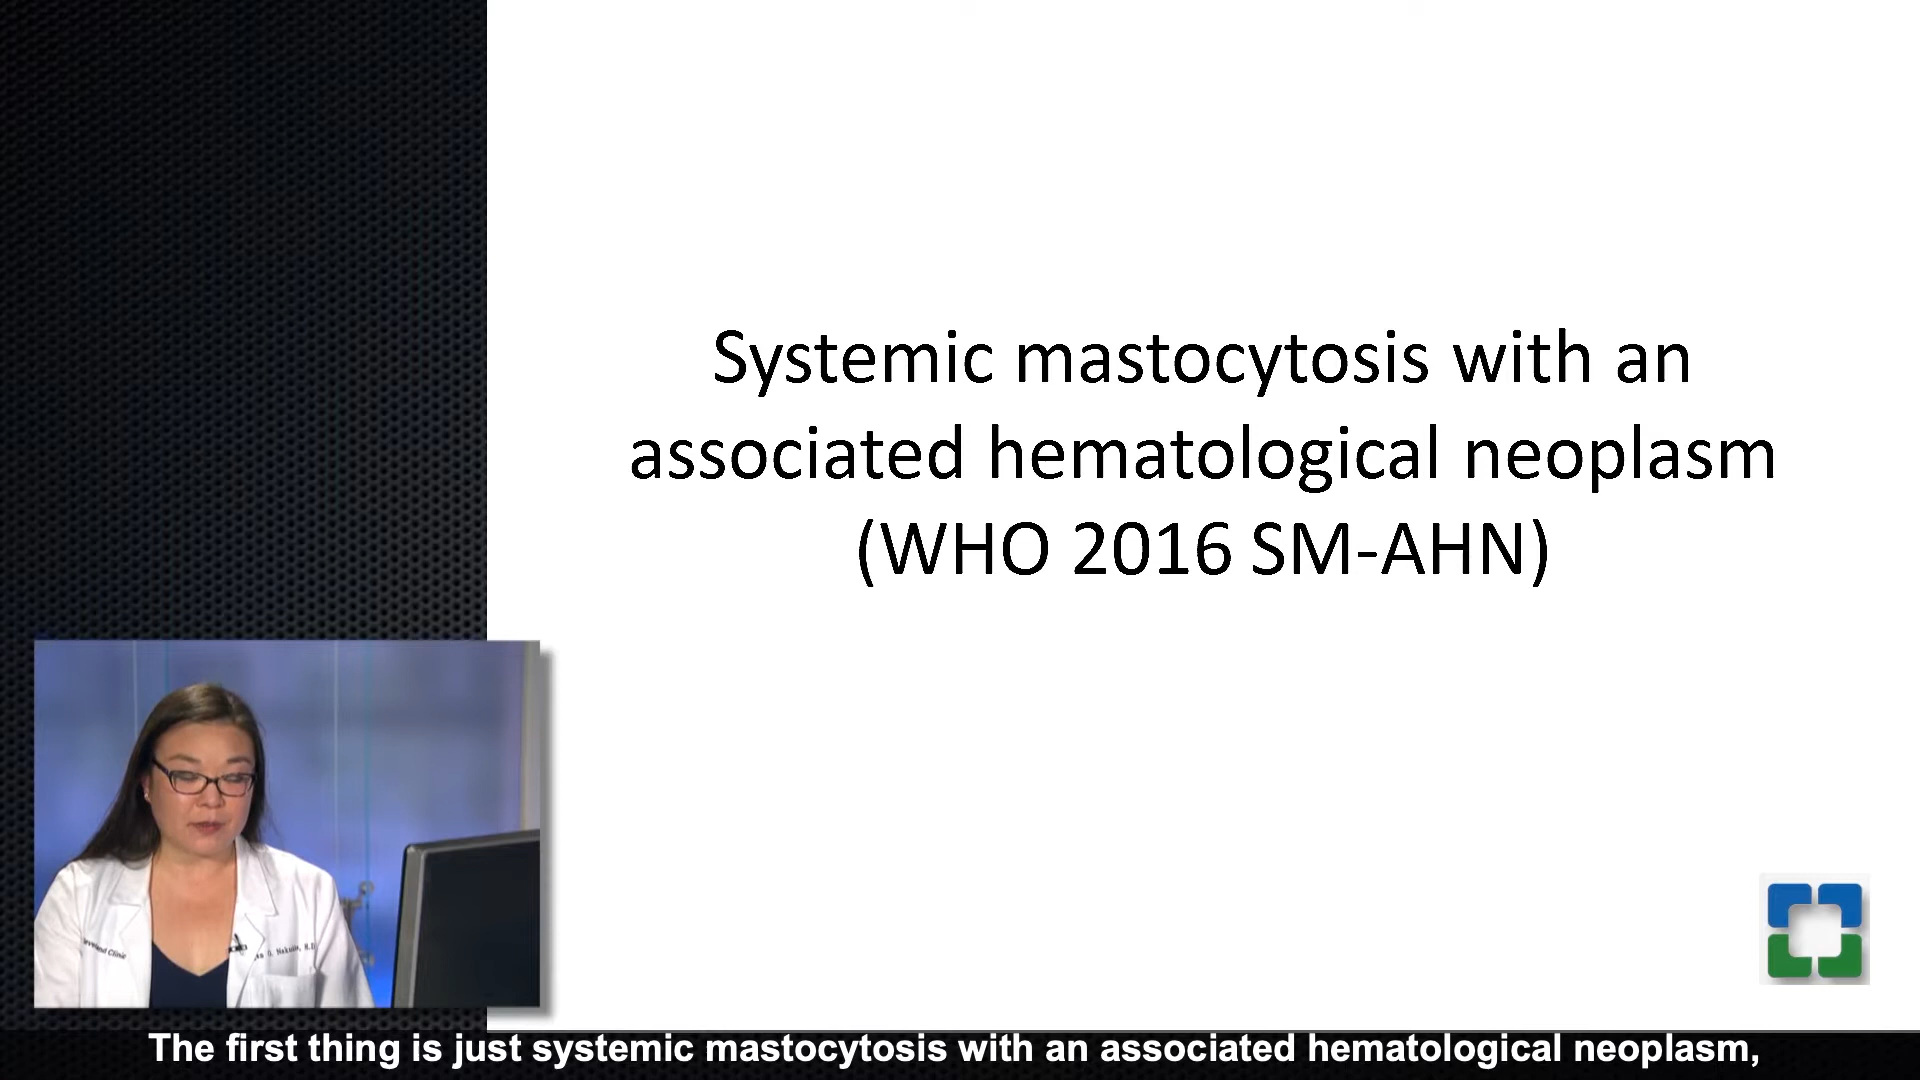 Systemic mastocytosis with an
associated hematological neoplasm
(WHO 2016 SM-AHN)
Clinic
The first thing is just systemic mastocytosis with an associated hematological neoplasm,